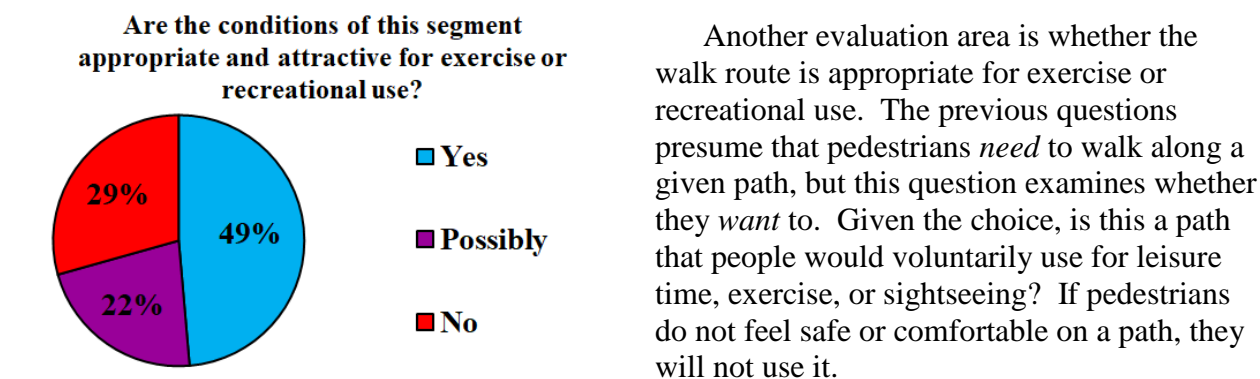 Are the conditions of this segment
appropriate and attractive for exercise or
recreational use?
29%
49%
22%
Yes
Possibly
No
Another evaluation area is whether the
walk route is appropriate for exercise or
recreational use.  The previous questions
presume that pedestrians need to walk along a
given path, but this question examines whether
they want to.  Given the choice, is this a path
that people would voluntarily use for leisure
time, exercise, or sightseeing?  If pedestrians
do not feel safe or comfortable on a path, they
will not use it.